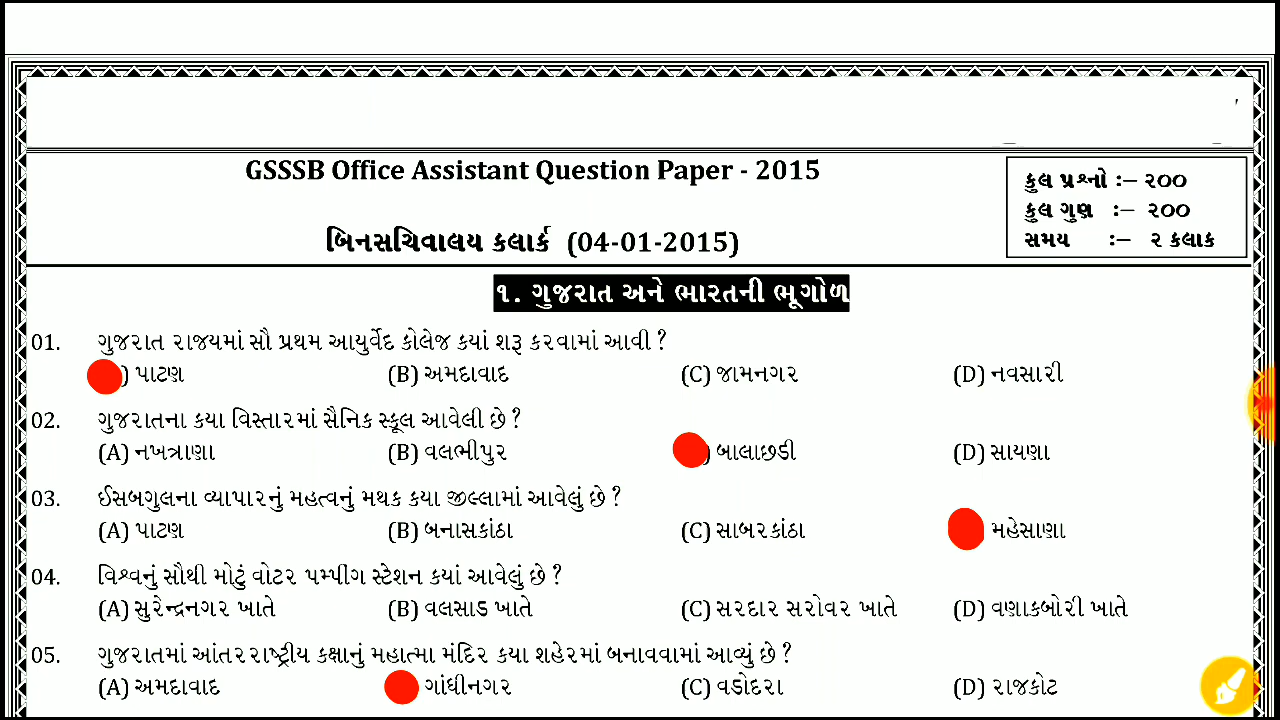 GSSSB Office Assistant Question Paper - 2015
કુલ પ્રશ્નો :– ૨૦૦
કુલ ગુણ :– ૨૦૦
બિનસચિવાલય કલાર્ક (04-01-2015)
સમય :– ૨ કલાક
૧. ગુજરાત અને ભારતની ભૂગોળ
01. ગુજરાત રાજયમાં સૌ પ્રથમ આયુર્વેદ કોલેજ કયાં શરૂ કરવામાં આવી ?
) પાટણ (B) અમદાવાદ (C) જામનગર (D) નવસારી
02. ગુજરાતના કયા વિસ્તારમાં સૈનિક સ્કૂલ આવેલી છે ?
(A) નખત્રાણા (B) વલભીપુર ) બાલાછડી (D) સાયણા
03. ઈસબગુલના વ્યાપારનું મહત્વનું મથક કયા જીલ્લામાં આવેલું છે ?
(A) પાટણ (B) બનાસકાંઠા (C) સાબરકાંઠા મહેસાણા
04. વિશ્વનું સૌથી મોટું વોટર પમ્પીંગ સ્ટેશન કયાં આવેલું છે ?
(A) સુરેન્દ્રનગર ખાતે (B) વલસાડ ખાતે (C) સરદાર સરોવર ખાતે (D) વણાકબોરી ખાતે
05. ગુજરાતમાં આંતરરાષ્ટ્રીય કક્ષાનું મહાત્મા મંદિર કયા શહેરમાં બનાવવામાં આવ્યું છે ?
(A) અમદાવાદ ગાંધીનગર (C) વડોદરા (D) રાજકોટ